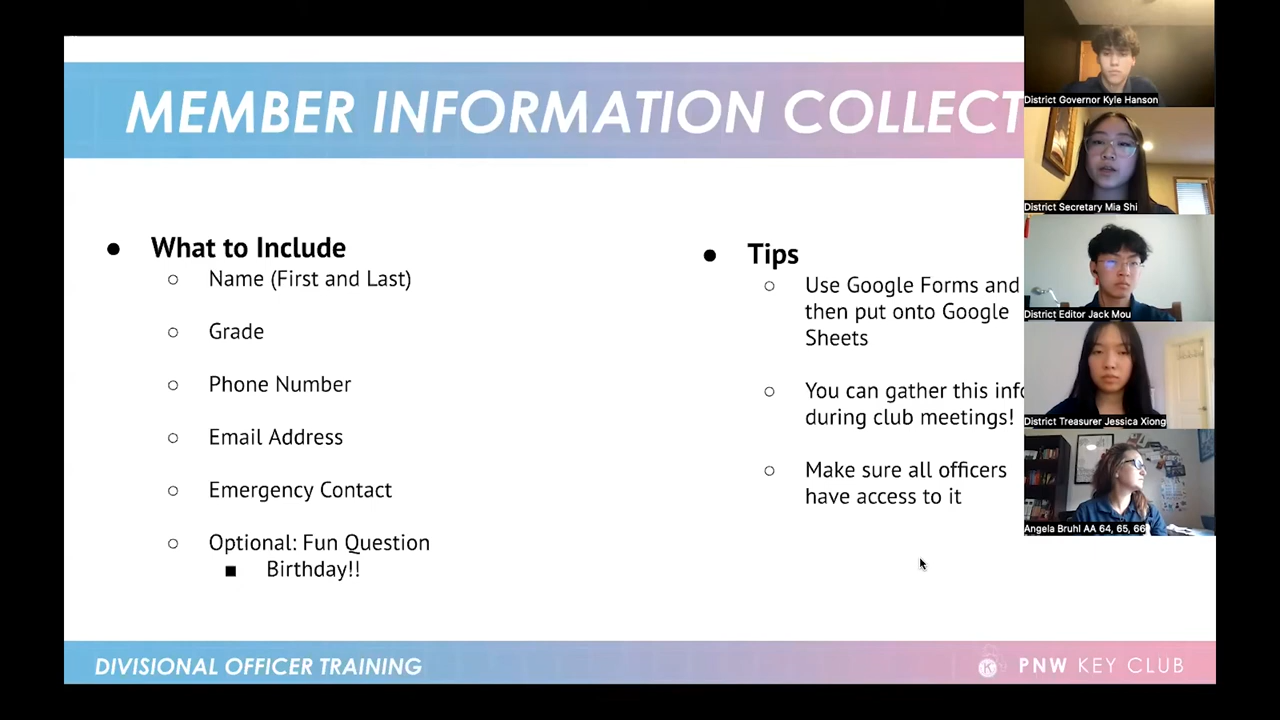 MEMBER INFORMATION COLLECT
What to Include
Name (First and Last)
Grade
Phone Number
Email Address
Emergency Contact
Optional: Fun Question
Birthday!!
Tips
Use Google Forms and
then put onto Google
Sheets
You can gather this info
during club meetings!
Make sure all officers
have access to it
District Governor Kyle Hanson
District Secretary Mia Shi
District Editor Jack Mou
District Treasurer Jessica Xiong
Angela Bruhl AA 64, 65, 66
DIVISIONAL OFFICER TRAINING
K
PNW KEY CLUB